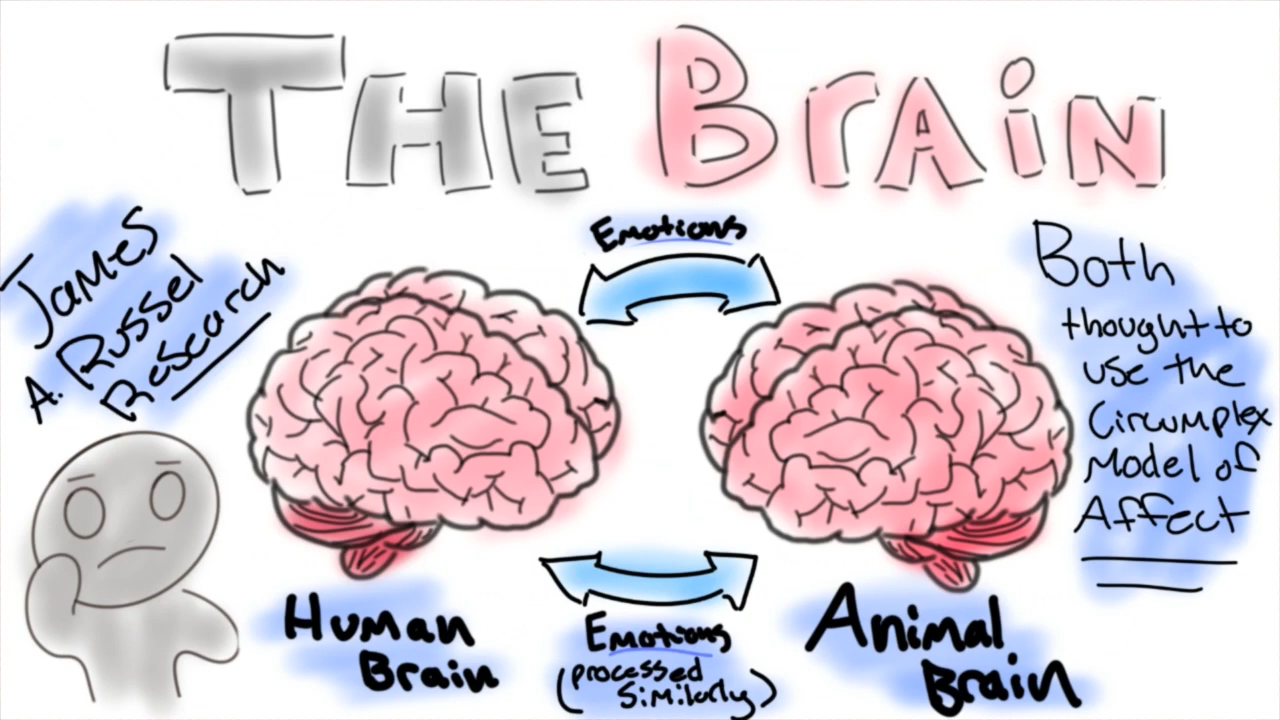 THE BRAiN
James
A. Russel
Research
Emotions
Both
thought to
use the
Circumplex
Model of
Affect
Human
Brain
Emotions
(processed
Similarly)
Animal
Brain